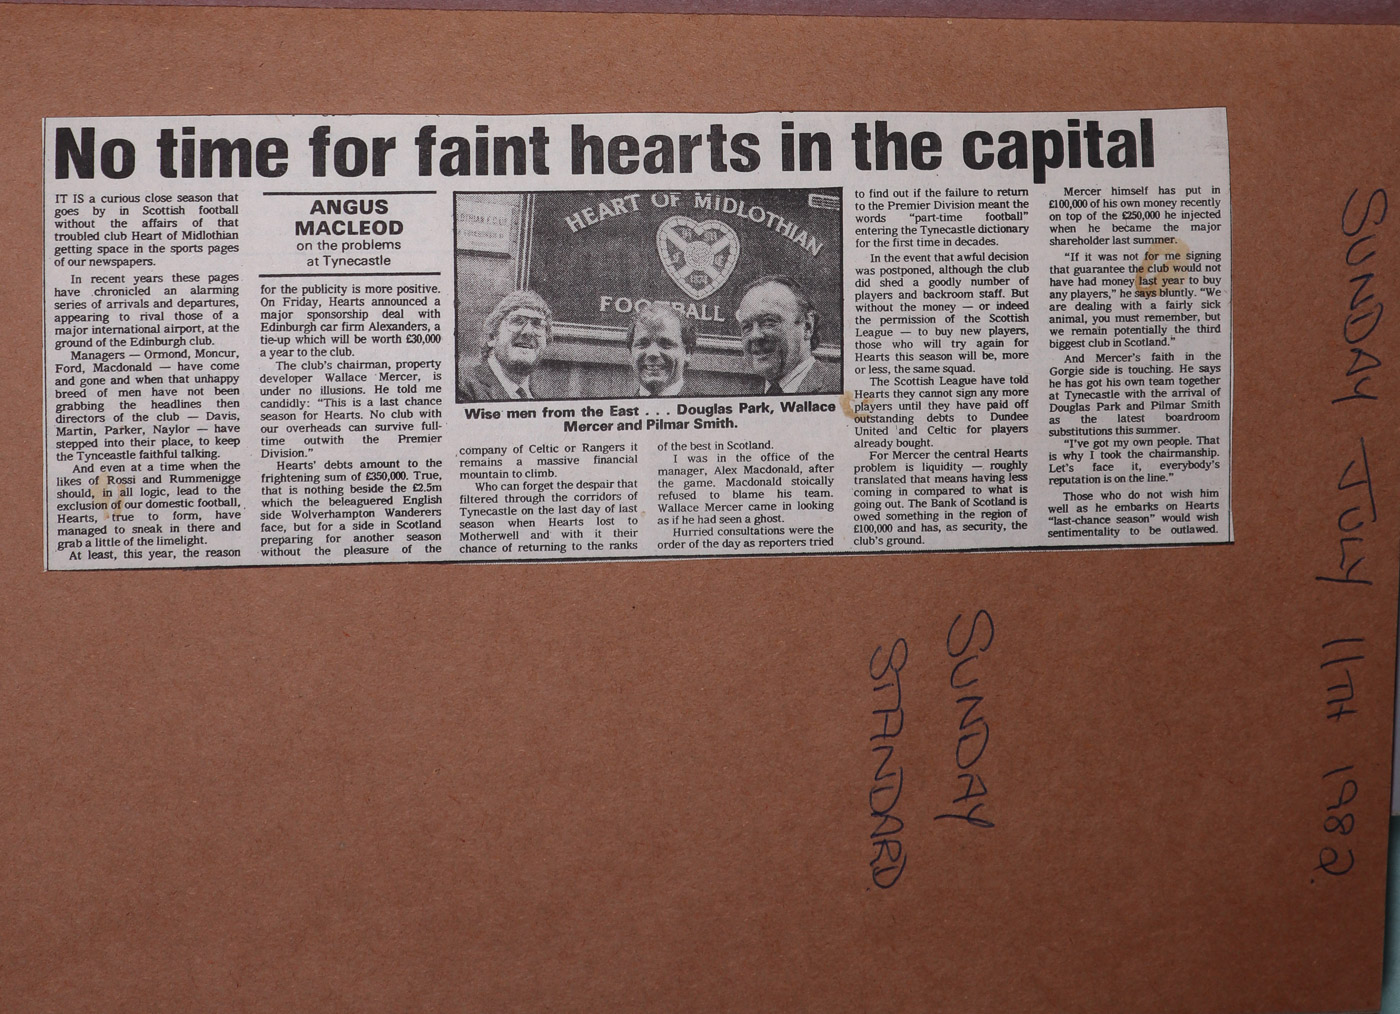 No time for faint hearts in the capital
IT IS a curious close season that
goes by in Scottish football
without the affairs of that
troubled club Heart of Midlothian
getting space in the sports pages
of our newspapers.
In recent years these pages
have chronicled an alarming
series of arrivals and departures,
appearing to rival those of a
major international airport, at the
ground of the Edinburgh club.
Managers — Ormond, Moncur,
Ford, Macdonald — have come
and gone and when that unhappy
breed of men have not been
grabbing the headlines then
directors of the club — Davis,
Martin, Parker, Naylor — have
stepped into their place, to keep
the Tynceastle faithful talking.
And even at a time when the
likes of Rossi and Rummenigge
should, in all logic, lead to the
exclusion of our domestic football,
Hearts, true to form, have
managed to sneak in there and
grab a little of the limelight.
At least, this year, the reason
ANGUS
MACLEOD
on the problems
at Tynecastle
for the publicity is more positive.
On Friday, Hearts announced a
major sponsorship deal with
Edinburgh car firm Alexanders, a
tie-up which will be worth £30,000
a year to the club.
The club's chairman, property
developer Wallace Mercer, is
under no illusions. He told me
candidly: "This is a last chance
season for Hearts. No club with
our overheads can survive full-
time outwith the Premier
Division."
Hearts' debts amount to the
frightening sum of £350,000. True,
that is nothing beside the £2.5m
which the beleaguered English
side Wolverhampton Wanderers
face, but for a side in Scotland
preparing for another season
without the pleasure of the
HEART OF MIDLOTHIAN
FOOTBALL
Wise men from the East . . . Douglas Park, Wallace
Mercer and Pilmar Smith.
company of Celtic or Rangers it
remains a massive financial
mountain to climb.
Who can forget the despair that
filtered through the corridors of
Tynecastle on the last day of last
season when Hearts lost to
Motherwell and with it their
chance of returning to the ranks
of the best in Scotland.
I was in the office of the
manager, Alex Macdonald, after
the game. Macdonald stoically
refused to blame his team.
Wallace Mercer came in looking
as if he had seen a ghost.
Hurried consultations were the
order of the day as reporters tried
to find out if the failure to return
to the Premier Division meant the
words "part-time football"
entering the Tynecastle dictionary
for the first time in decades.
In the event that awful decision
was postponed, although the club
did shed a goodly number of
players and backroom staff. But
without the money — or indeed
the permission of the Scottish
League — to buy new players,
those who will try again for
Hearts this season will be, more
or less, the same squad.
The Scottish League have told
Hearts they cannot sign any more
players until they have paid off
outstanding debts to Dundee
United and Celtic for players
already bought.
For Mercer the central Hearts
problem is liquidity — roughly
translated that means having less
coming in compared to what is
going out. The Bank of Scotland is
owed something in the region of
£100,000 and has, as security, the
club's ground.
Mercer himself has put in
£100,000 of his own money recently
on top of the £250,000 he injected
when he became the major
shareholder last summer.
"If it was not for me signing
that guarantee the club would not
have had money last year to buy
any players," he says bluntly. "We
are dealing with a fairly sick
animal, you must remember, but
we remain potentially the third
biggest club in Scotland."
And Mercer's faith in the
Gorgie side is touching. He says
he has got his own team together
at Tynecastle with the arrival of
Douglas Park and Pilmar Smith
as the latest boardroom
substitutions this summer.
"I've got my own people. That
is why I took the chairmanship.
Let's face it, everybody's
reputation is on the line."
Those who do not wish him
well as he embarks on Hearts
"last-chance season" would wish
sentimentality to be outlawed.
SUNDAY JULY 11TH 1982.
SUNDAY
STANDARD